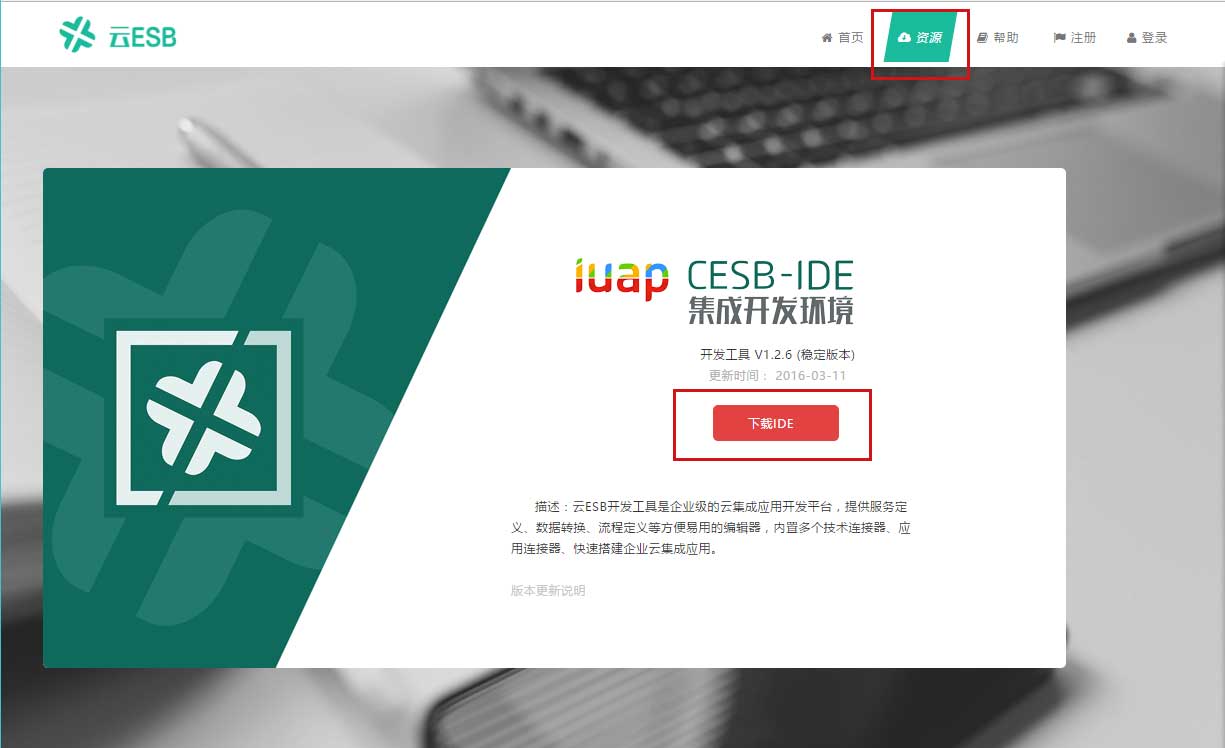 云ESB
首页 资源 帮助 注册 登录
iuap CESB-IDE
集成开发环境
开发工具 V1.2.6 (稳定版本)
更新时间： 2016-03-11
下载IDE
描述：云ESB开发工具是企业级的云集成应用开发平台，提供服务定
义、数据转换、流程定义等方便易用的编辑器，内置多个技术连接器、应
用连接器、快速搭建企业云集成应用。
版本更新说明